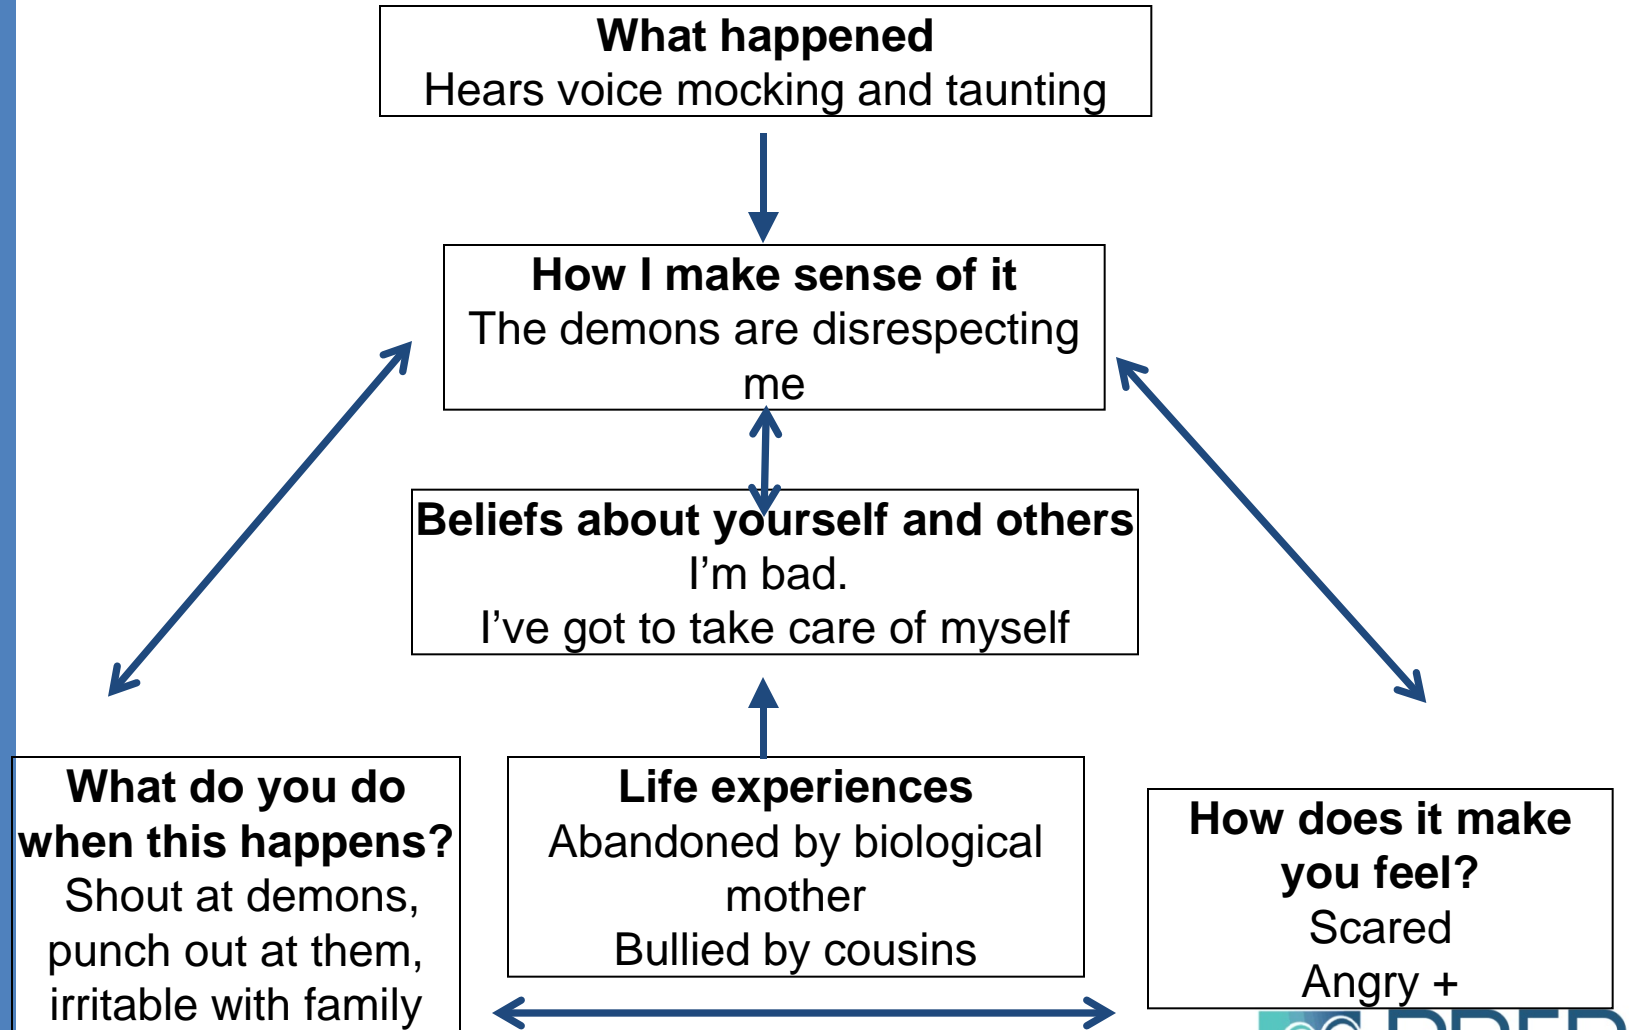 What happened
Hears voice mocking and taunting
How I make sense of it
The demons are disrespecting
me
Beliefs about yourself and others
I’m bad.
I’ve got to take care of myself
What do you do
when this happens?
Shout at demons,
punch out at them,
irritable with family
Life experiences
Abandoned by biological
mother
Bullied by cousins
How does it make
you feel?
Scared
Angry +